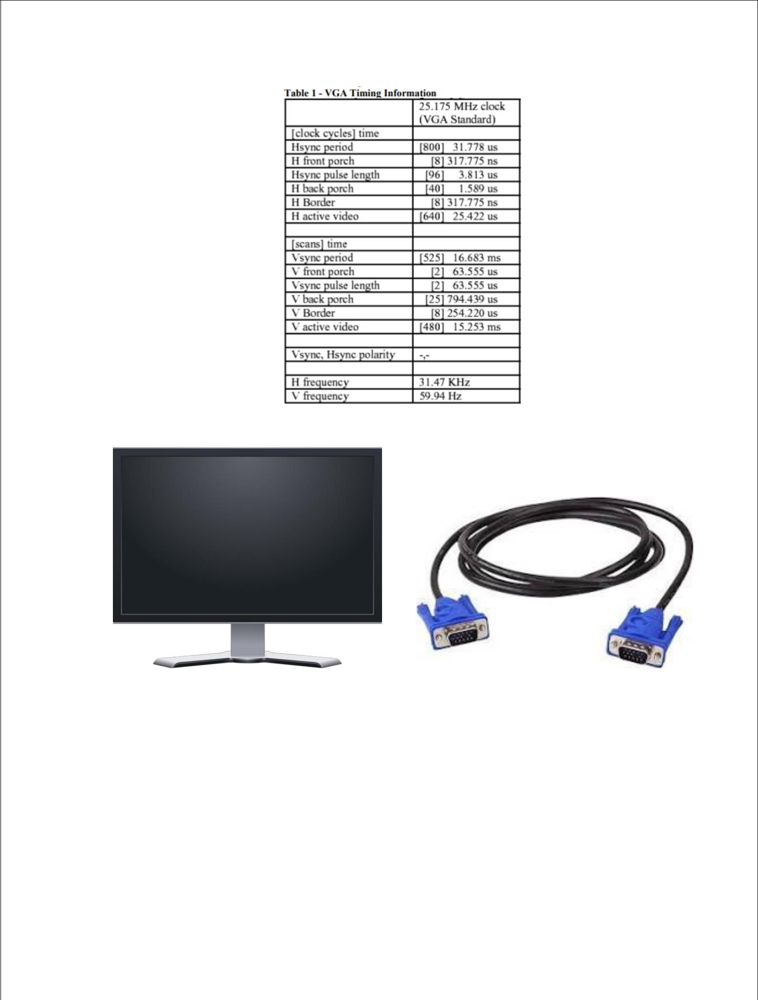 Table 1 - VGA Timing Information
25.175 MHz clock
(VGA Standard)
[clock cycles] time
Hsync period [800] 31.778 us
H front porch [8] 317.775 ns
Hsync pulse length [96] 3.813 us
H back porch [40] 1.589 us
H Border [8] 317.775 ns
H active video [640] 25.422 us
[scans] time
Vsync period [525] 16.683 ms
V front porch [2] 63.555 us
Vsync pulse length [2] 63.555 us
V back porch [25] 794.439 us
V Border [8] 254.220 us
V active video [480] 15.253 ms
Vsync, Hsync polarity -,-
H frequency 31.47 KHz
V frequency 59.94 Hz